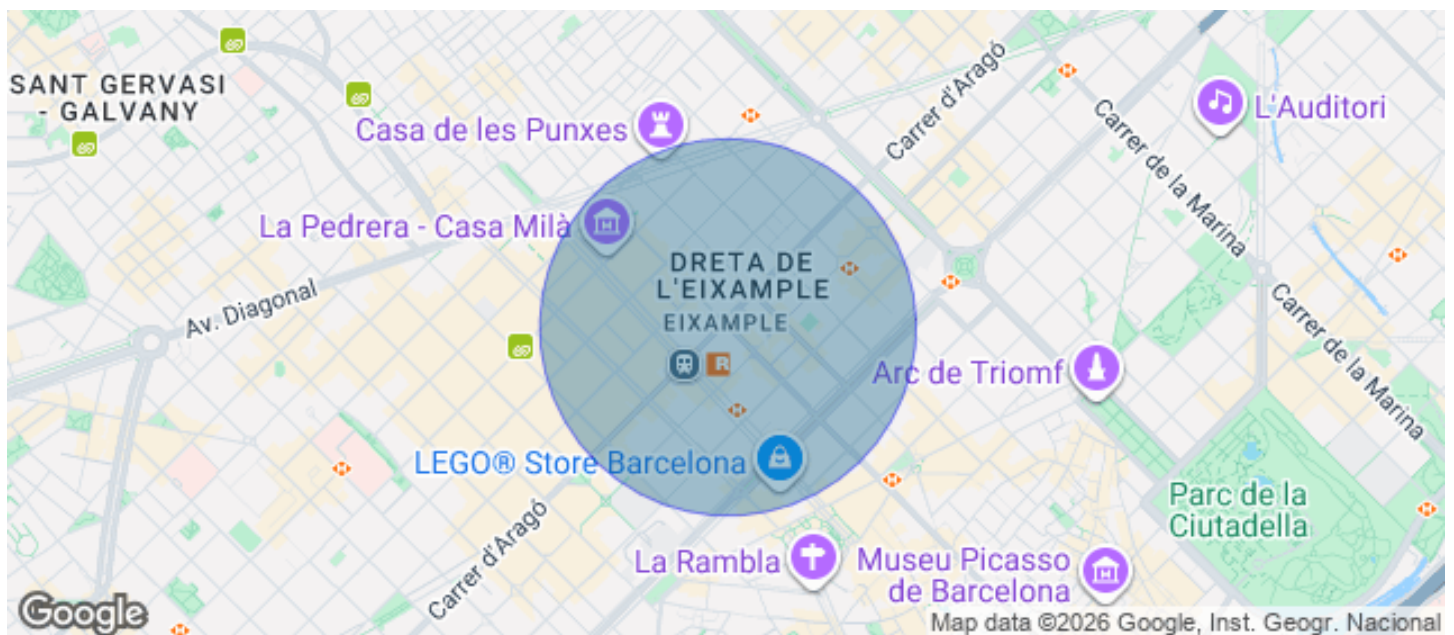 SANT GERVASI
- GALVANY
Casa de les Punxes
Carrer d'Aragó
L'Auditori
Carrer de la Marina
La Pedrera - Casa Milà
DRETA DE
L'EIXAMPLE
EIXAMPLE
Av. Diagonal
Carrer de la Marina
R
Arc de Triomf
LEGO® Store Barcelona
Carrer d'Aragó
Parc de la
Ciutadella
La Rambla
Museu Picasso
de Barcelona
Google
Map data ©2026 Google, Inst. Geogr. Nacional